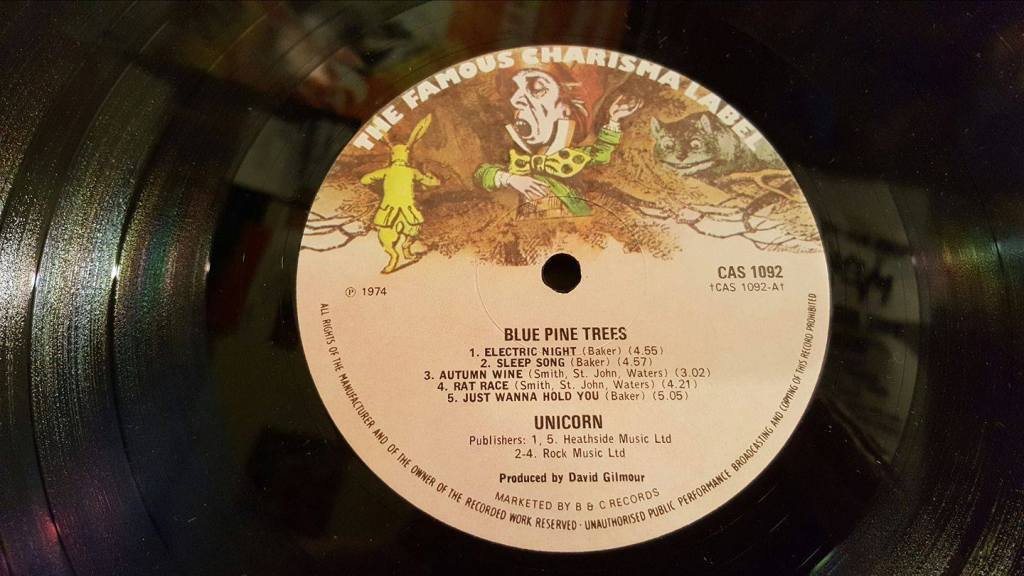 THE FAMOUS CHARISMA LABEL
CAS 1092
†CAS 1092-A†
℗ 1974
BLUE PINE TREES
1. ELECTRIC NIGHT (Baker) (4.55)
2. SLEEP SONG (Baker) (4.57)
3. AUTUMN WINE (Smith, St. John, Waters) (3.02)
4. RAT RACE (Smith, St. John, Waters) (4.21)
5. JUST WANNA HOLD YOU (Baker) (5.05)
UNICORN
Publishers: 1, 5. Heathside Music Ltd
2-4. Rock Music Ltd
Produced by David Gilmour
MARKETED BY B & C RECORDS
ALL RIGHTS OF THE MANUFACTURER AND OF THE OWNER OF THE RECORDED WORK RESERVED · UNAUTHORISED PUBLIC PERFORMANCE BROADCASTING AND COPYING OF THIS RECORD PROHIBITED